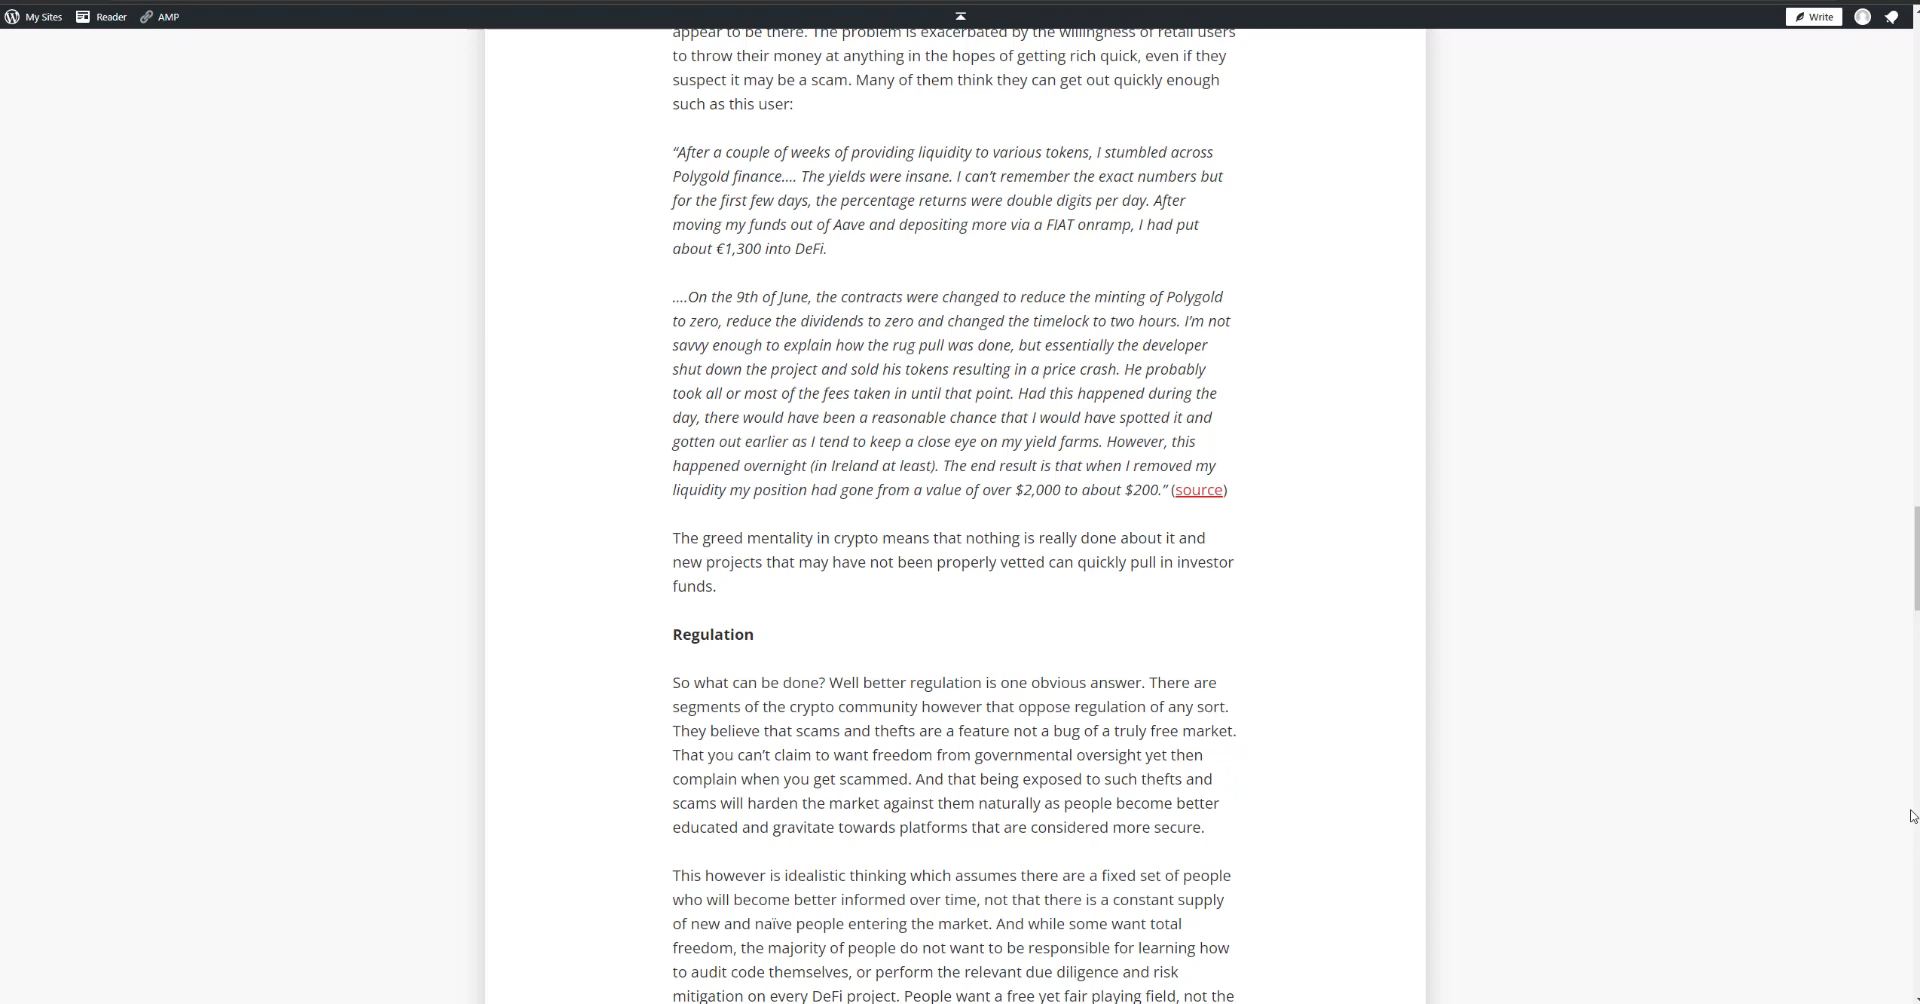 My Sites Reader AMP Write
appear to be there. The problem is exacerbated by the willingness of retail users
to throw their money at anything in the hopes of getting rich quick, even if they
suspect it may be a scam. Many of them think they can get out quickly enough
such as this user:
“After a couple of weeks of providing liquidity to various tokens, I stumbled across
Polygold finance.... The yields were insane. I can’t remember the exact numbers but
for the first few days, the percentage returns were double digits per day. After
moving my funds out of Aave and depositing more via a FIAT onramp, I had put
about €1,300 into DeFi.
....On the 9th of June, the contracts were changed to reduce the minting of Polygold
to zero, reduce the dividends to zero and changed the timelock to two hours. I’m not
savvy enough to explain how the rug pull was done, but essentially the developer
shut down the project and sold his tokens resulting in a price crash. He probably
took all or most of the fees taken in until that point. Had this happened during the
day, there would have been a reasonable chance that I would have spotted it and
gotten out earlier as I tend to keep a close eye on my yield farms. However, this
happened overnight (in Ireland at least). The end result is that when I removed my
liquidity my position had gone from a value of over $2,000 to about $200.” (source)
The greed mentality in crypto means that nothing is really done about it and
new projects that may have not been properly vetted can quickly pull in investor
funds.
Regulation
So what can be done? Well better regulation is one obvious answer. There are
segments of the crypto community however that oppose regulation of any sort.
They believe that scams and thefts are a feature not a bug of a truly free market.
That you can’t claim to want freedom from governmental oversight yet then
complain when you get scammed. And that being exposed to such thefts and
scams will harden the market against them naturally as people become better
educated and gravitate towards platforms that are considered more secure.
This however is idealistic thinking which assumes there are a fixed set of people
who will become better informed over time, not that there is a constant supply
of new and naïve people entering the market. And while some want total
freedom, the majority of people do not want to be responsible for learning how
to audit code themselves, or perform the relevant due diligence and risk
mitigation on every DeFi project. People want a free yet fair playing field, not the